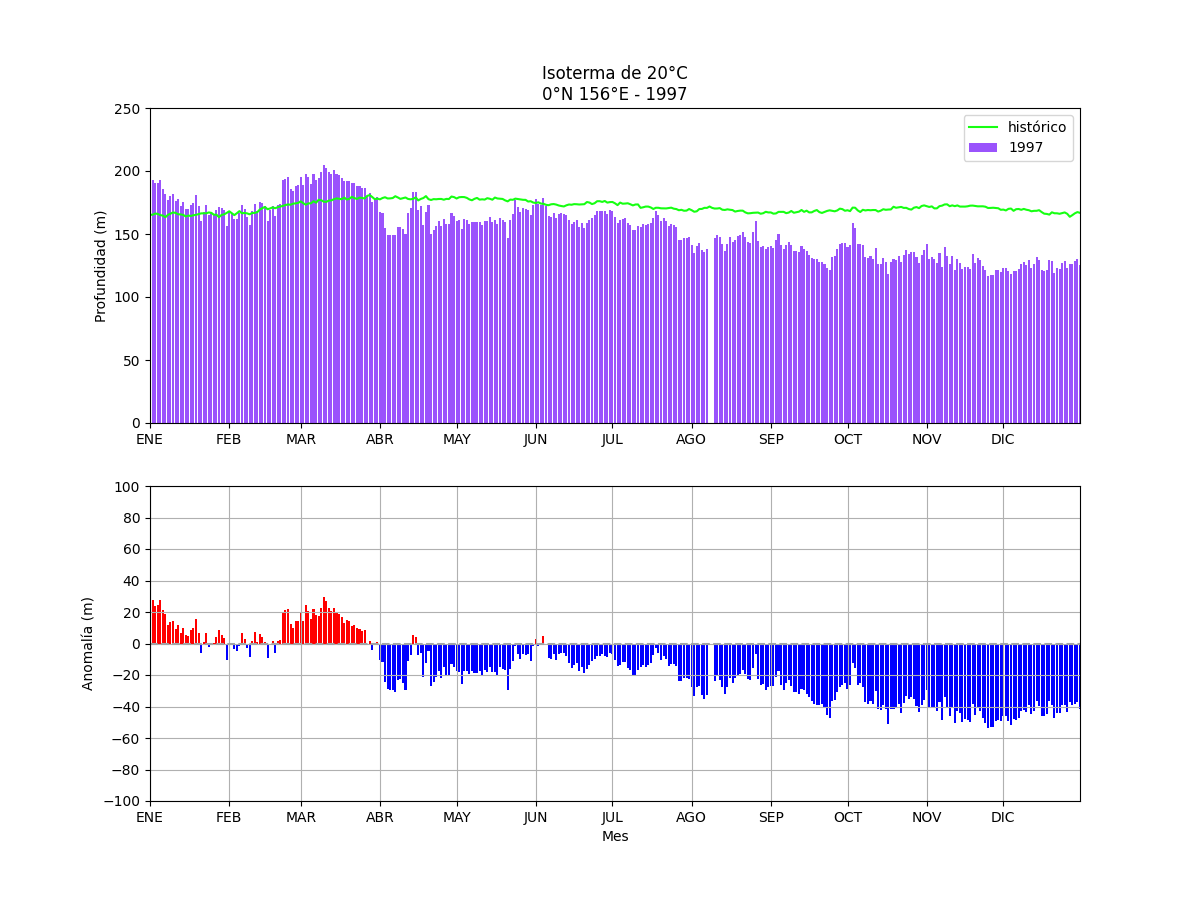 Isoterma de 20°C
0°N 156°E - 1997
250
200
150
100
50
0
Profundidad (m)
histórico
1997
ENE FEB MAR ABR MAY JUN JUL AGO SEP OCT NOV DIC
100
80
60
40
20
0
−20
−40
−60
−80
−100
Anomalía (m)
ENE FEB MAR ABR MAY JUN JUL AGO SEP OCT NOV DIC
Mes